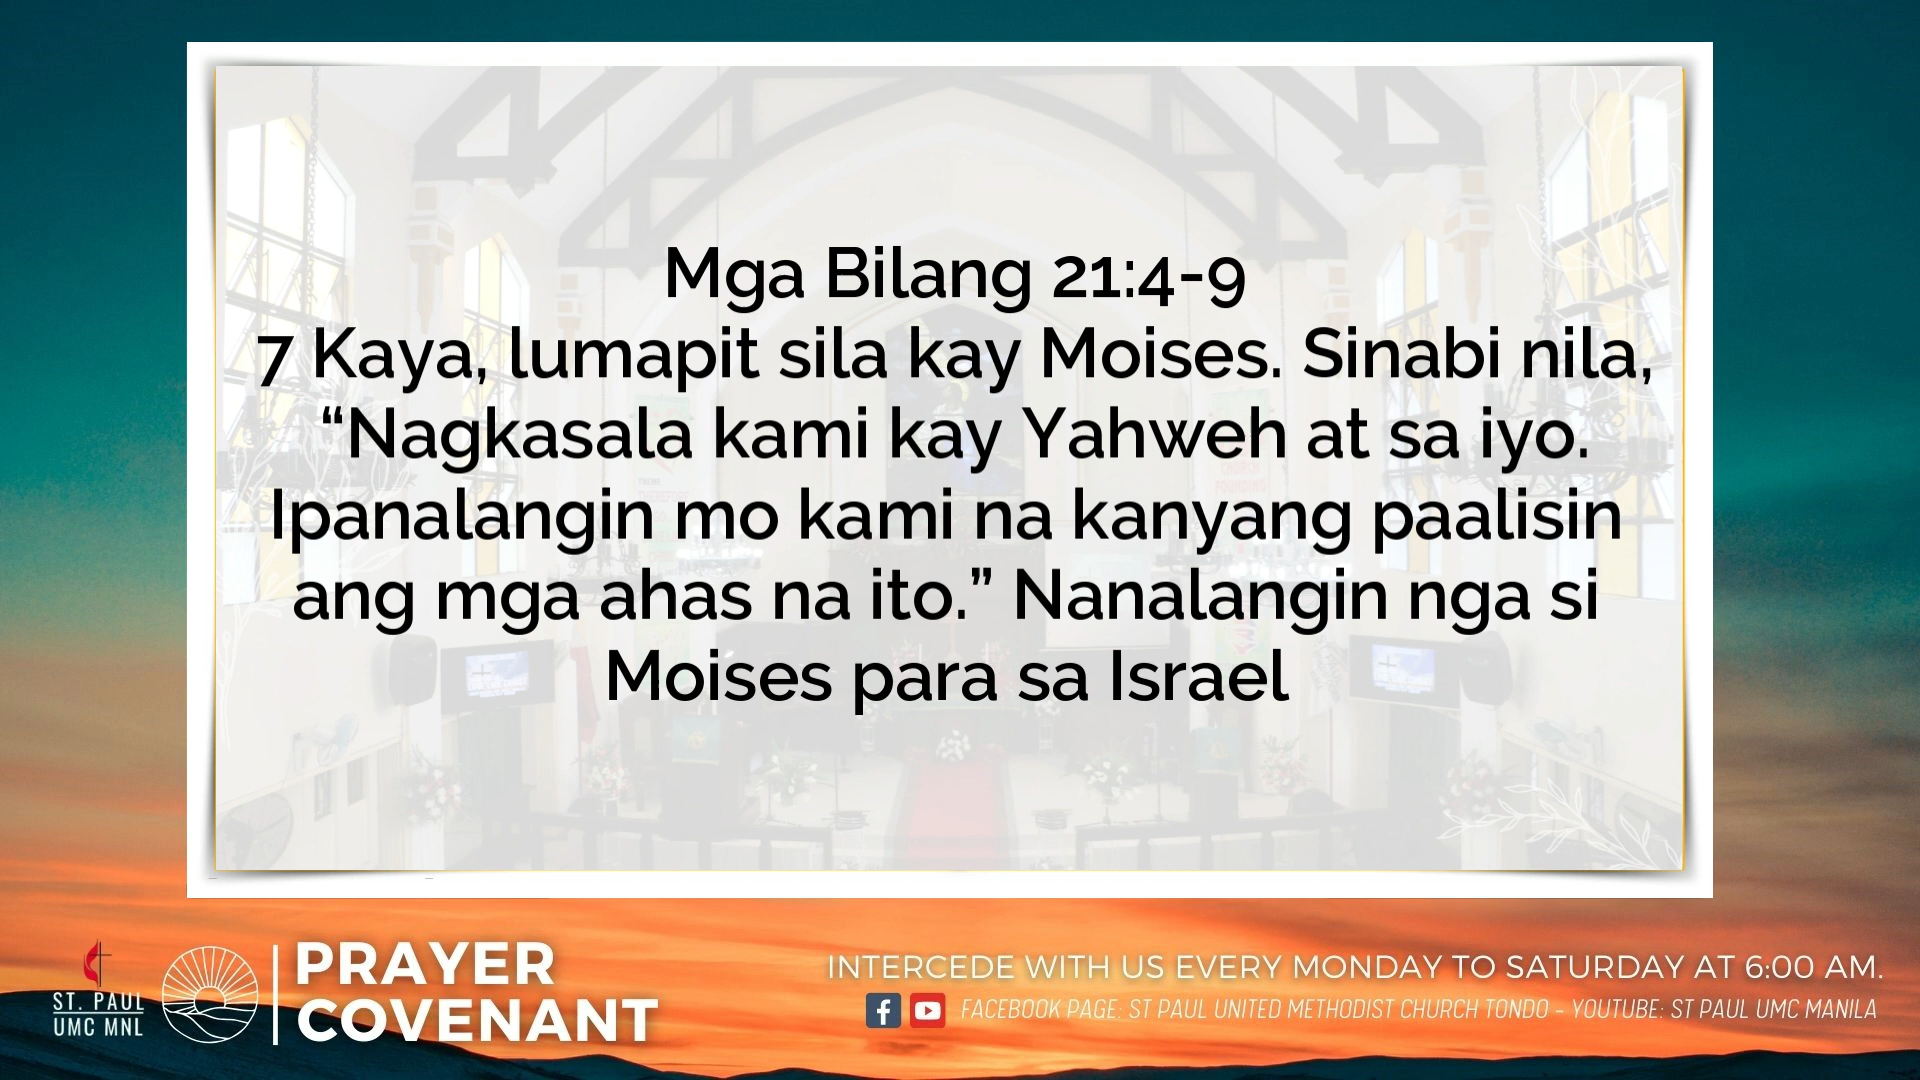 Mga Bilang 21:4-9
7 Kaya, lumapit sila kay Moises. Sinabi nila,
“Nagkasala kami kay Yahweh at sa iyo.
Ipanalangin mo kami na kanyang paalisin
ang mga ahas na ito.” Nanalangin nga si
Moises para sa Israel
ST. PAUL
UMC MNL
PRAYER
COVENANT
INTERCEDE WITH US EVERY MONDAY TO SATURDAY AT 6:00 AM.
FACEBOOK PAGE: ST PAUL UNITED METHODIST CHURCH TONDO - YOUTUBE: ST PAUL UMC MANILA